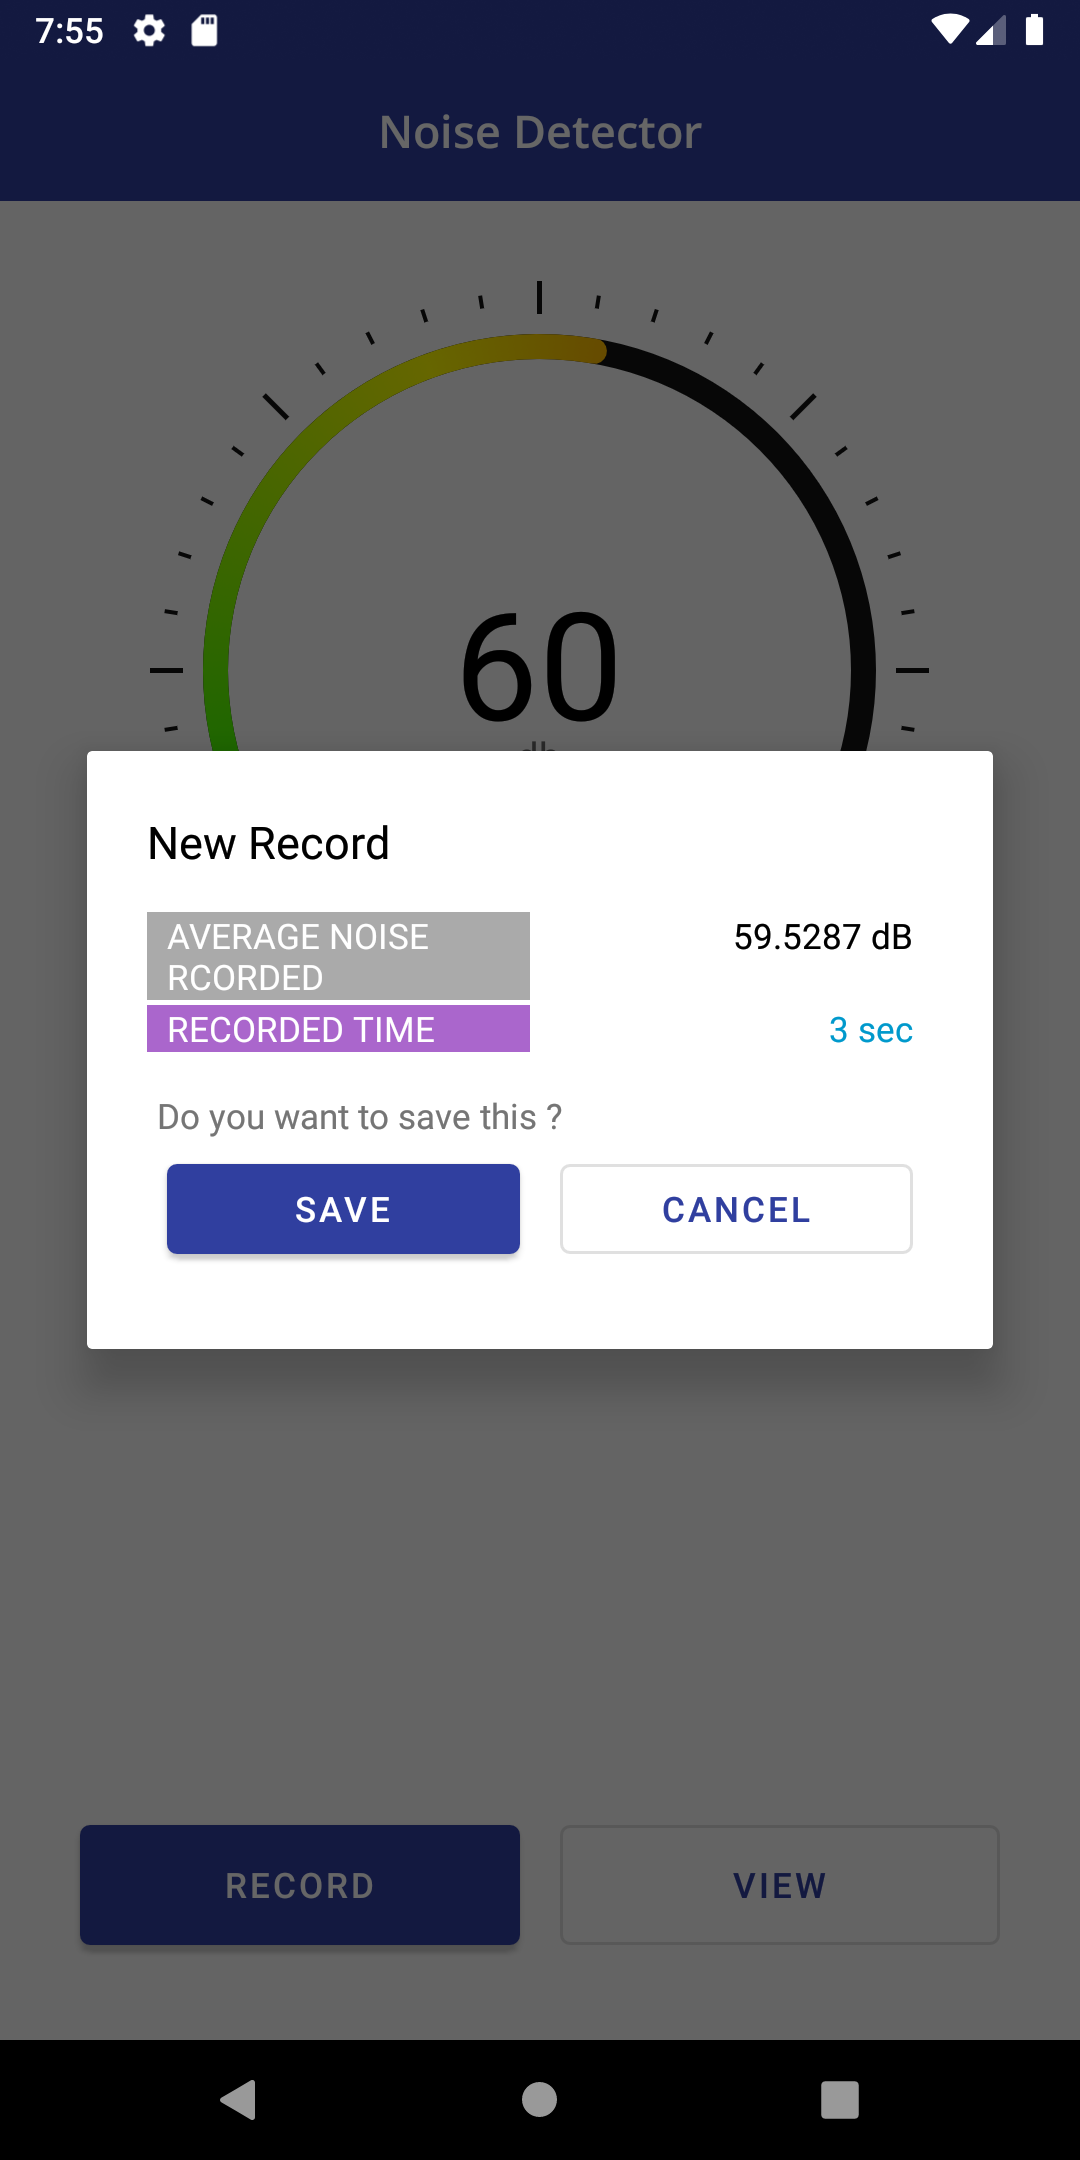 7:55
Noise Detector
60
New Record
AVERAGE NOISE 59.5287 dB
RCORDED
RECORDED TIME 3 sec
Do you want to save this ?
SAVE CANCEL
RECORD VIEW